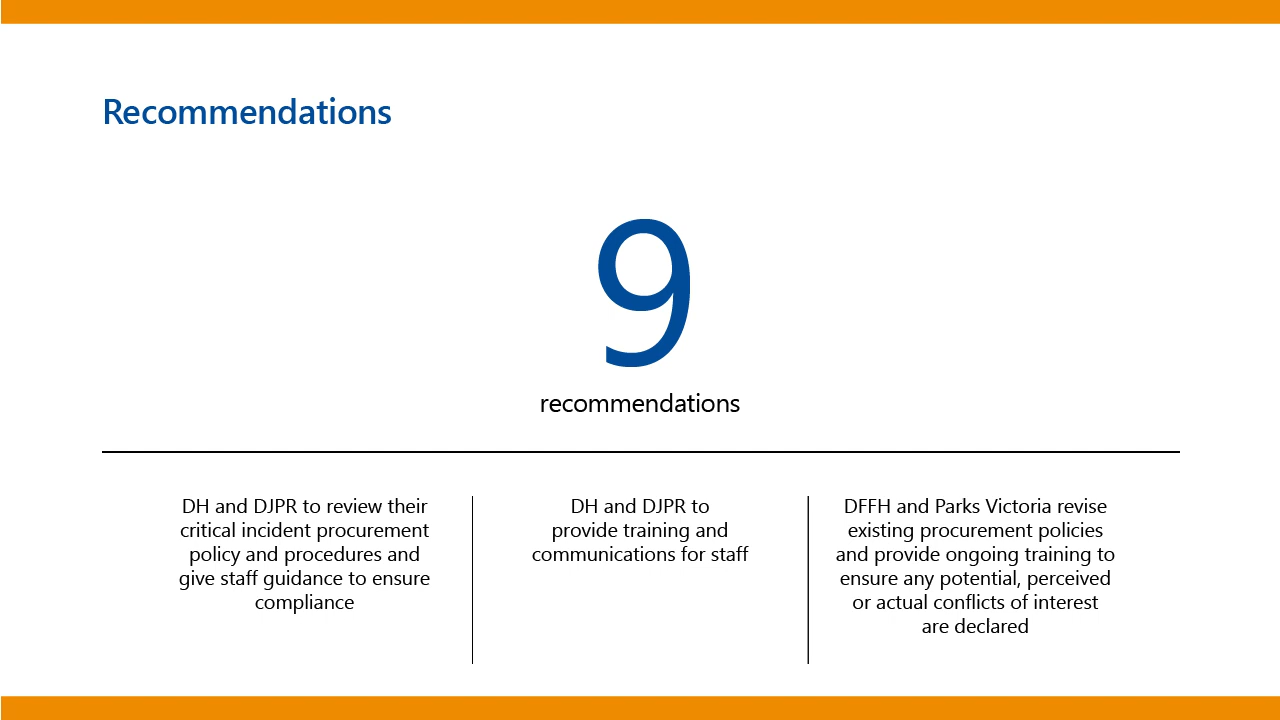 Recommendations
9
recommendations
DH and DJPR to review their
critical incident procurement
policy and procedures and
give staff guidance to ensure
compliance
DH and DJPR to
provide training and
communications for staff
DFFH and Parks Victoria revise
existing procurement policies
and provide ongoing training to
ensure any potential, perceived
or actual conflicts of interest
are declared